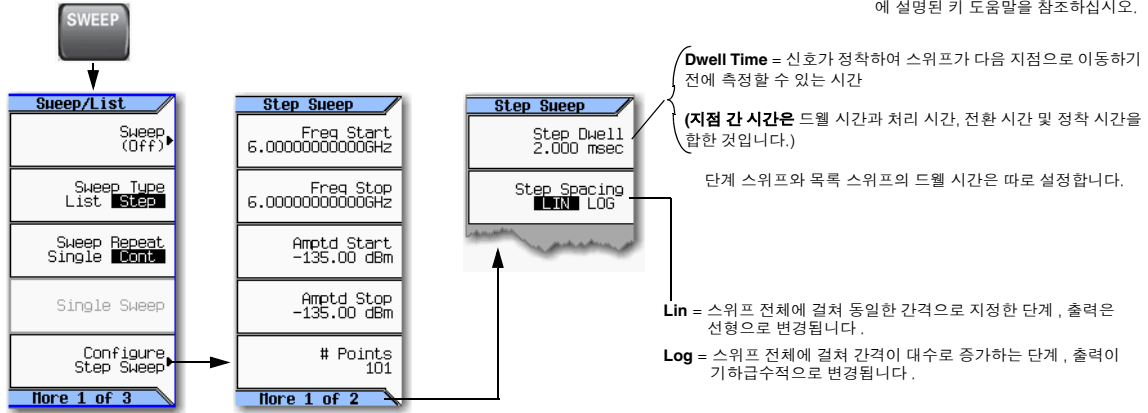 에 설명된 키 도움말을 참조하십시오.
SWEEP
Sweep/List
Sweep
(Off)
Sweep Type
List Step
Sweep Repeat
Single Cont
Single Sweep
Configure
Step Sweep
More 1 of 3
Step Sweep
Freq Start
6.00000000000GHz
Freq Stop
6.00000000000GHz
Amptd Start
-135.00 dBm
Amptd Stop
-135.00 dBm
# Points
101
More 1 of 2
Step Sweep
Step Dwell
2.000 msec
Step Spacing
LIN LOG
Dwell Time = 신호가 정착하여 스위프가 다음 지점으로 이동하기
전에 측정할 수 있는 시간
(지점 간 시간은 드웰 시간과 처리 시간, 전환 시간 및 정착 시간을
합한 것입니다.)
단계 스위프와 목록 스위프의 드웰 시간은 따로 설정합니다.
Lin = 스위프 전체에 걸쳐 동일한 간격으로 지정한 단계 , 출력은
선형으로 변경됩니다 .
Log = 스위프 전체에 걸쳐 간격이 대수로 증가하는 단계 , 출력이
기하급수적으로 변경됩니다 .